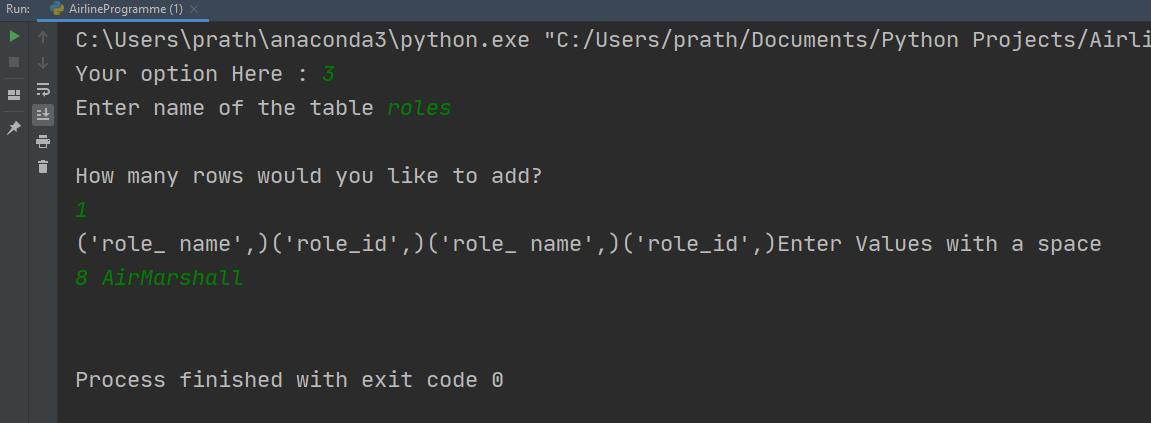 Run: AirlineProgramme (1)
C:\Users\prath\anaconda3\python.exe "C:/Users/prath/Documents/Python Projects/Airli
Your option Here : 3
Enter name of the table roles
How many rows would you like to add?
1
('role_ name',)('role_id',)('role_ name',)('role_id',)Enter Values with a space
8 AirMarshall
Process finished with exit code 0